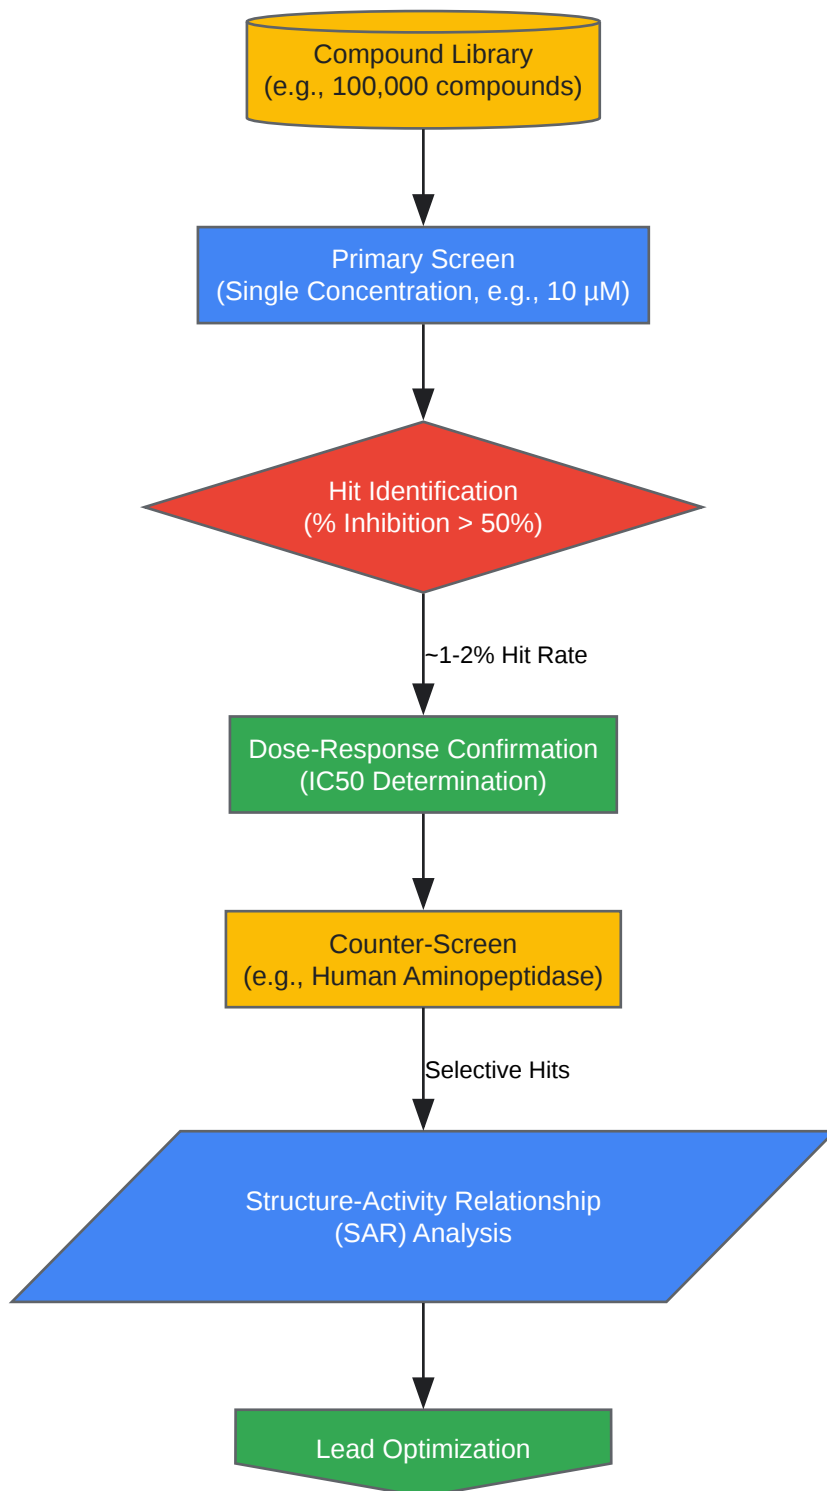 Compound Library
(e.g., 100,000 compounds)
Primary Screen
(Single Concentration, e.g., 10 µM)
Hit Identification
(% Inhibition > 50%)
~1-2% Hit Rate
Dose-Response Confirmation
(IC50 Determination)
Counter-Screen
(e.g., Human Aminopeptidase)
Selective Hits
Structure-Activity Relationship
(SAR) Analysis
Lead Optimization